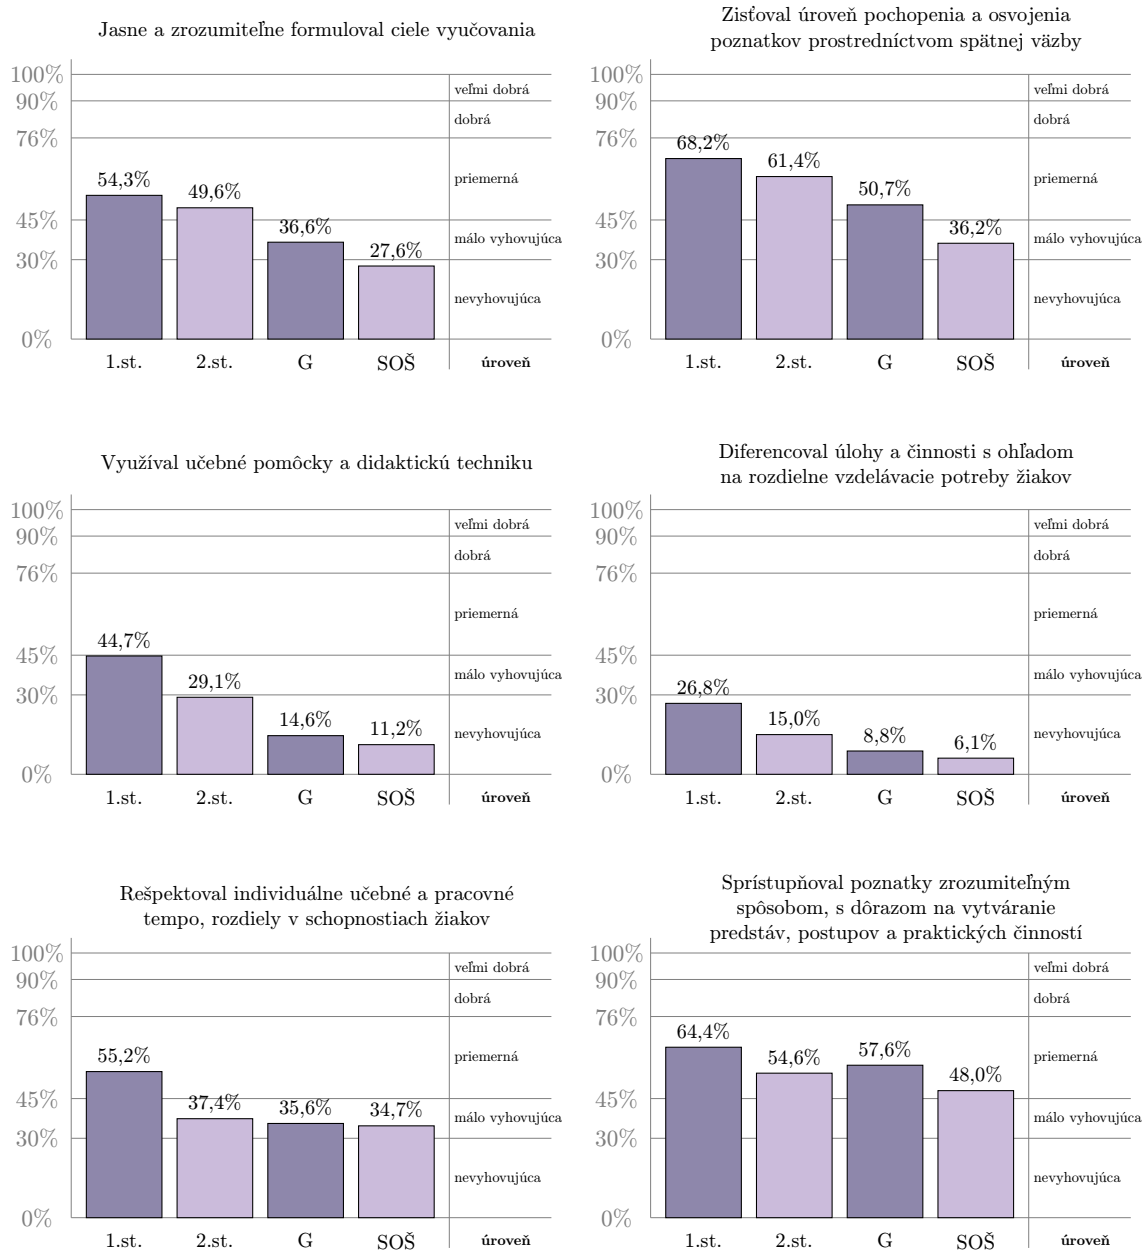 Jasne a zrozumiteľne formuloval ciele vyučovania
100%
90%
76%
45%
30%
0%
54,3%
49,6%
36,6%
27,6%
veľmi dobrá
dobrá
priemerná
málo vyhovujúca
nevyhovujúca
1.st. 2.st. G SOŠ úroveň
Zisťoval úroveň pochopenia a osvojenia
poznatkov prostredníctvom spätnej väzby
100%
90%
76%
45%
30%
0%
68,2%
61,4%
50,7%
36,2%
veľmi dobrá
dobrá
priemerná
málo vyhovujúca
nevyhovujúca
1.st. 2.st. G SOŠ úroveň
Využíval učebné pomôcky a didaktickú techniku
100%
90%
76%
45%
30%
0%
44,7%
29,1%
14,6%
11,2%
veľmi dobrá
dobrá
priemerná
málo vyhovujúca
nevyhovujúca
1.st. 2.st. G SOŠ úroveň
Diferencoval úlohy a činnosti s ohľadom
na rozdielne vzdelávacie potreby žiakov
100%
90%
76%
45%
30%
0%
26,8%
15,0%
8,8%
6,1%
veľmi dobrá
dobrá
priemerná
málo vyhovujúca
nevyhovujúca
1.st. 2.st. G SOŠ úroveň
Rešpektoval individuálne učebné a pracovné
tempo, rozdiely v schopnostiach žiakov
100%
90%
76%
45%
30%
0%
55,2%
37,4%
35,6%
34,7%
veľmi dobrá
dobrá
priemerná
málo vyhovujúca
nevyhovujúca
1.st. 2.st. G SOŠ úroveň
Sprístupňoval poznatky zrozumiteľným
spôsobom, s dôrazom na vytváranie
predstáv, postupov a praktických činností
100%
90%
76%
45%
30%
0%
64,4%
54,6%
57,6%
48,0%
veľmi dobrá
dobrá
priemerná
málo vyhovujúca
nevyhovujúca
1.st. 2.st. G SOŠ úroveň